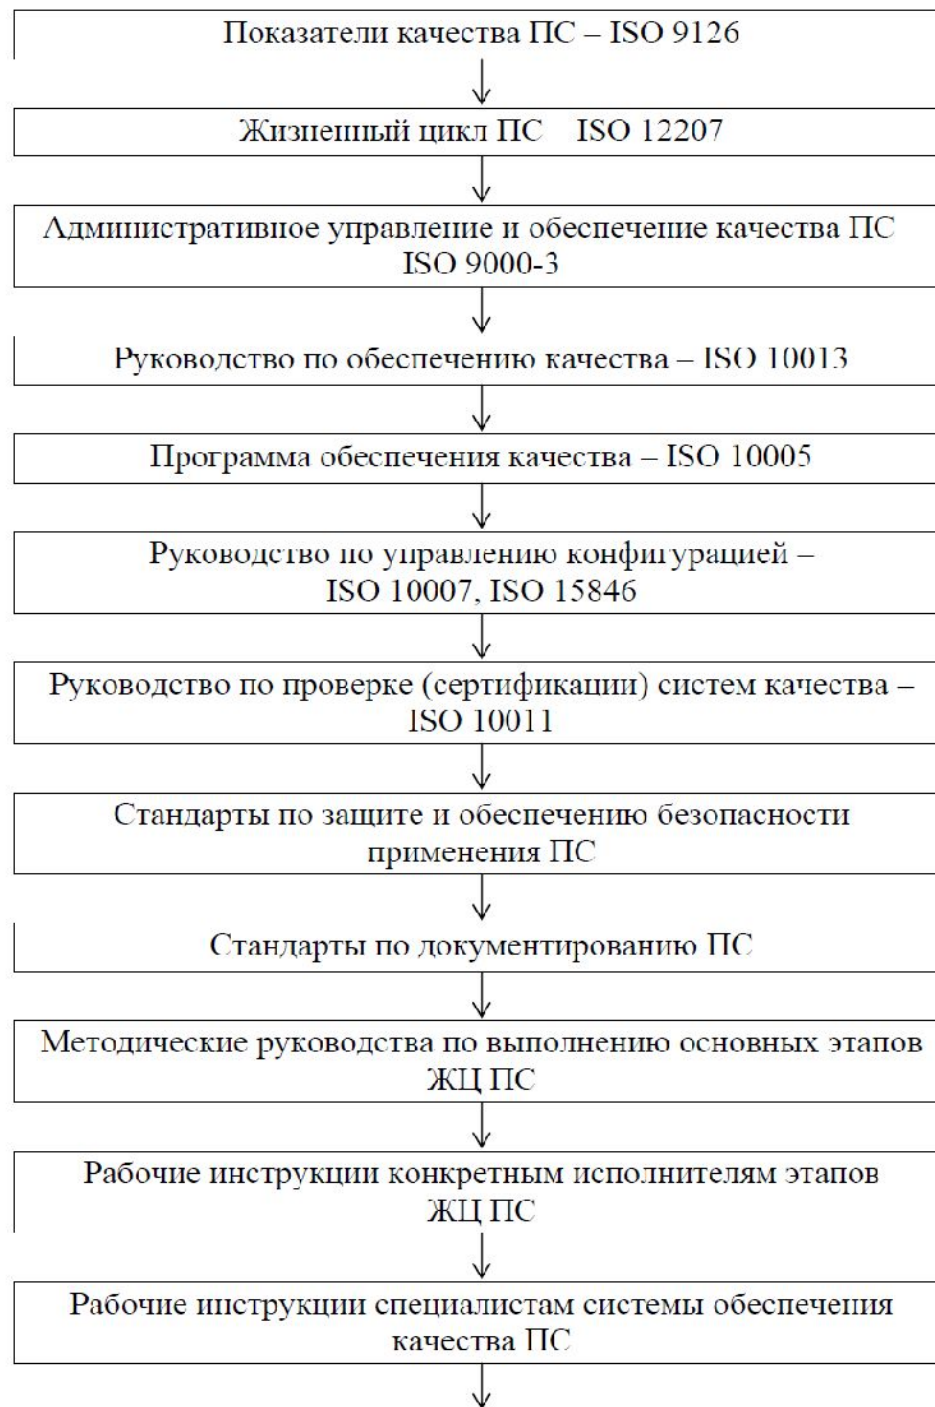 Показатели качества ПС – ISO 9126
Жизненный цикл ПС ISO 12207
Административное управление и обеспечение качества ПС
ISO 9000-3
Руководство по обеспечению качества – ISO 10013
Программа обеспечения качества – ISO 10005
Руководство по управлению конфигурацией –
ISO 10007, ISO 15846
Руководство по проверке (сертификации) систем качества –
ISO 10011
Стандарты по защите и обеспечению безопасности
применения ПС
Стандарты по документированию ПС
Методические руководства по выполнению основных этапов
ЖЦ ПС
Рабочие инструкции конкретным исполнителям этапов
ЖЦ ПС
Рабочие инструкции специалистам системы обеспечения
качества ПС